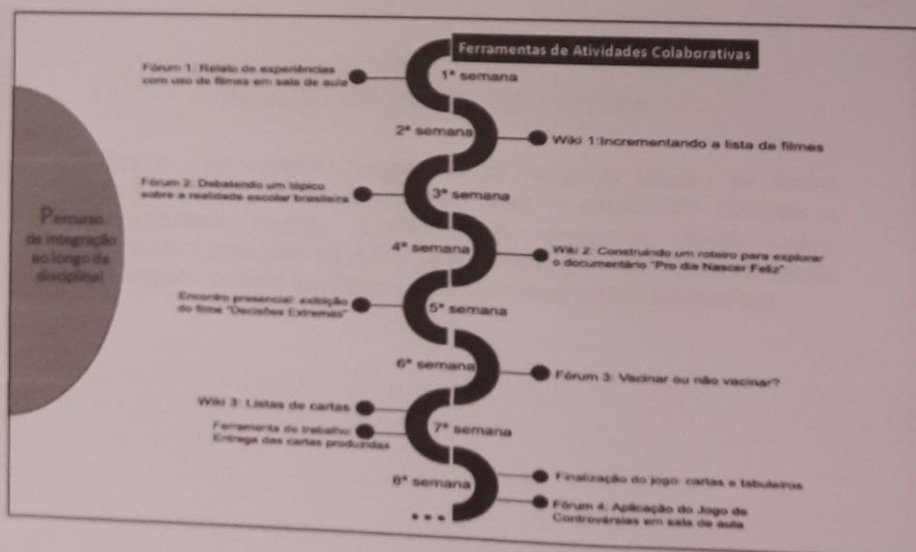 Ferramentas de Atividades Colaborativas
Fórum 1: Relato de experiências
com uso de filmes em sala de aula
1ª semana
2ª semana
Wiki 1:Incrementando a lista de filmes
Fórum 2: Debatendo um tópico
sobre a realidade escolar brasileira
3ª semana
Percurso
de integração
ao longo da
disciplina
4ª semana
Wiki 2: Construindo um roteiro para explorar
o documentário "Pro dia Nascer Feliz"
Encontro presencial: exibição
do filme "Decisões Extremas"
5ª semana
6ª semana
Fórum 3: Vacinar ou não vacinar?
Wiki 3: Listas de cartas
Ferramenta de trabalho:
Entrega das cartas produzidas
7ª semana
8ª semana
Finalização do jogo: cartas e tabuleiros
Fórum 4: Aplicação do Jogo de
Controvérsias em sala de aula
...